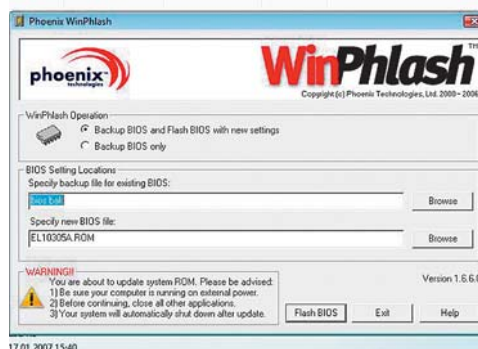 Phoenix WinPhlash
phoenix™
technologies
WinPhlash™
Copyright (c) Phoenix Technologies, Ltd. 2000-2006
WinPhlash Operation
Backup BIOS and Flash BIOS with new settings
Backup BIOS only
BIOS Setting Locations
Specify backup file for existing BIOS:
bios.bak
Browse
Specify new BIOS file:
EL10305A.ROM
Browse
WARNING!!
You are about to update system ROM. Please be advised:
1) Be sure your computer is running on external power.
2) Before continuing, close all other applications.
3) Your system will automatically shut down after update.
Version 1.6.6.0
Flash BIOS
Exit
Help
17.01.2007 15:40